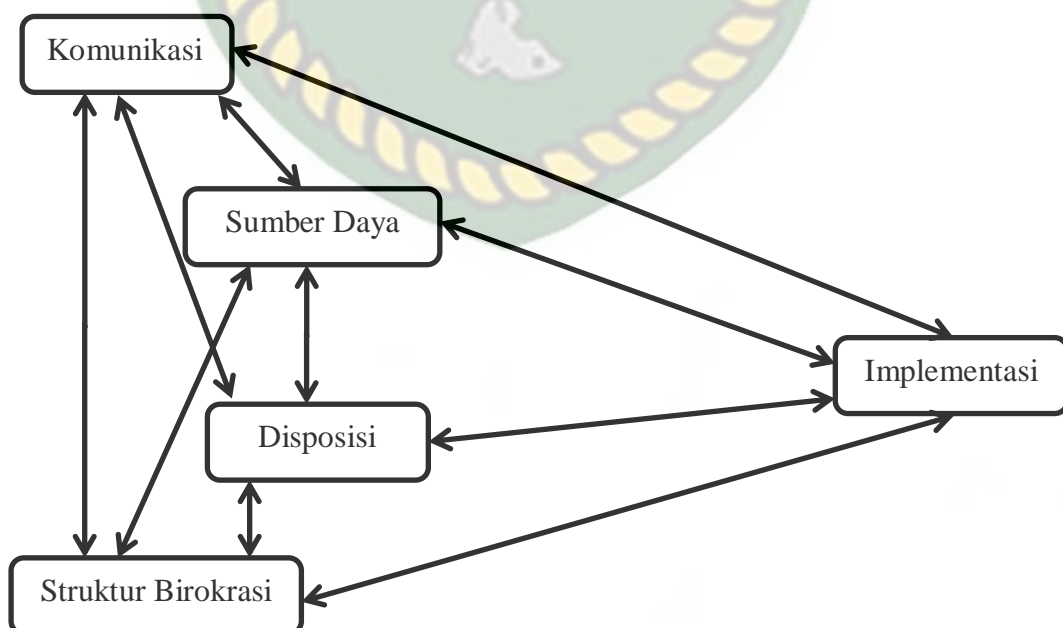 Komunikasi
Sumber Daya
Implementasi
Disposisi
Struktur Birokrasi